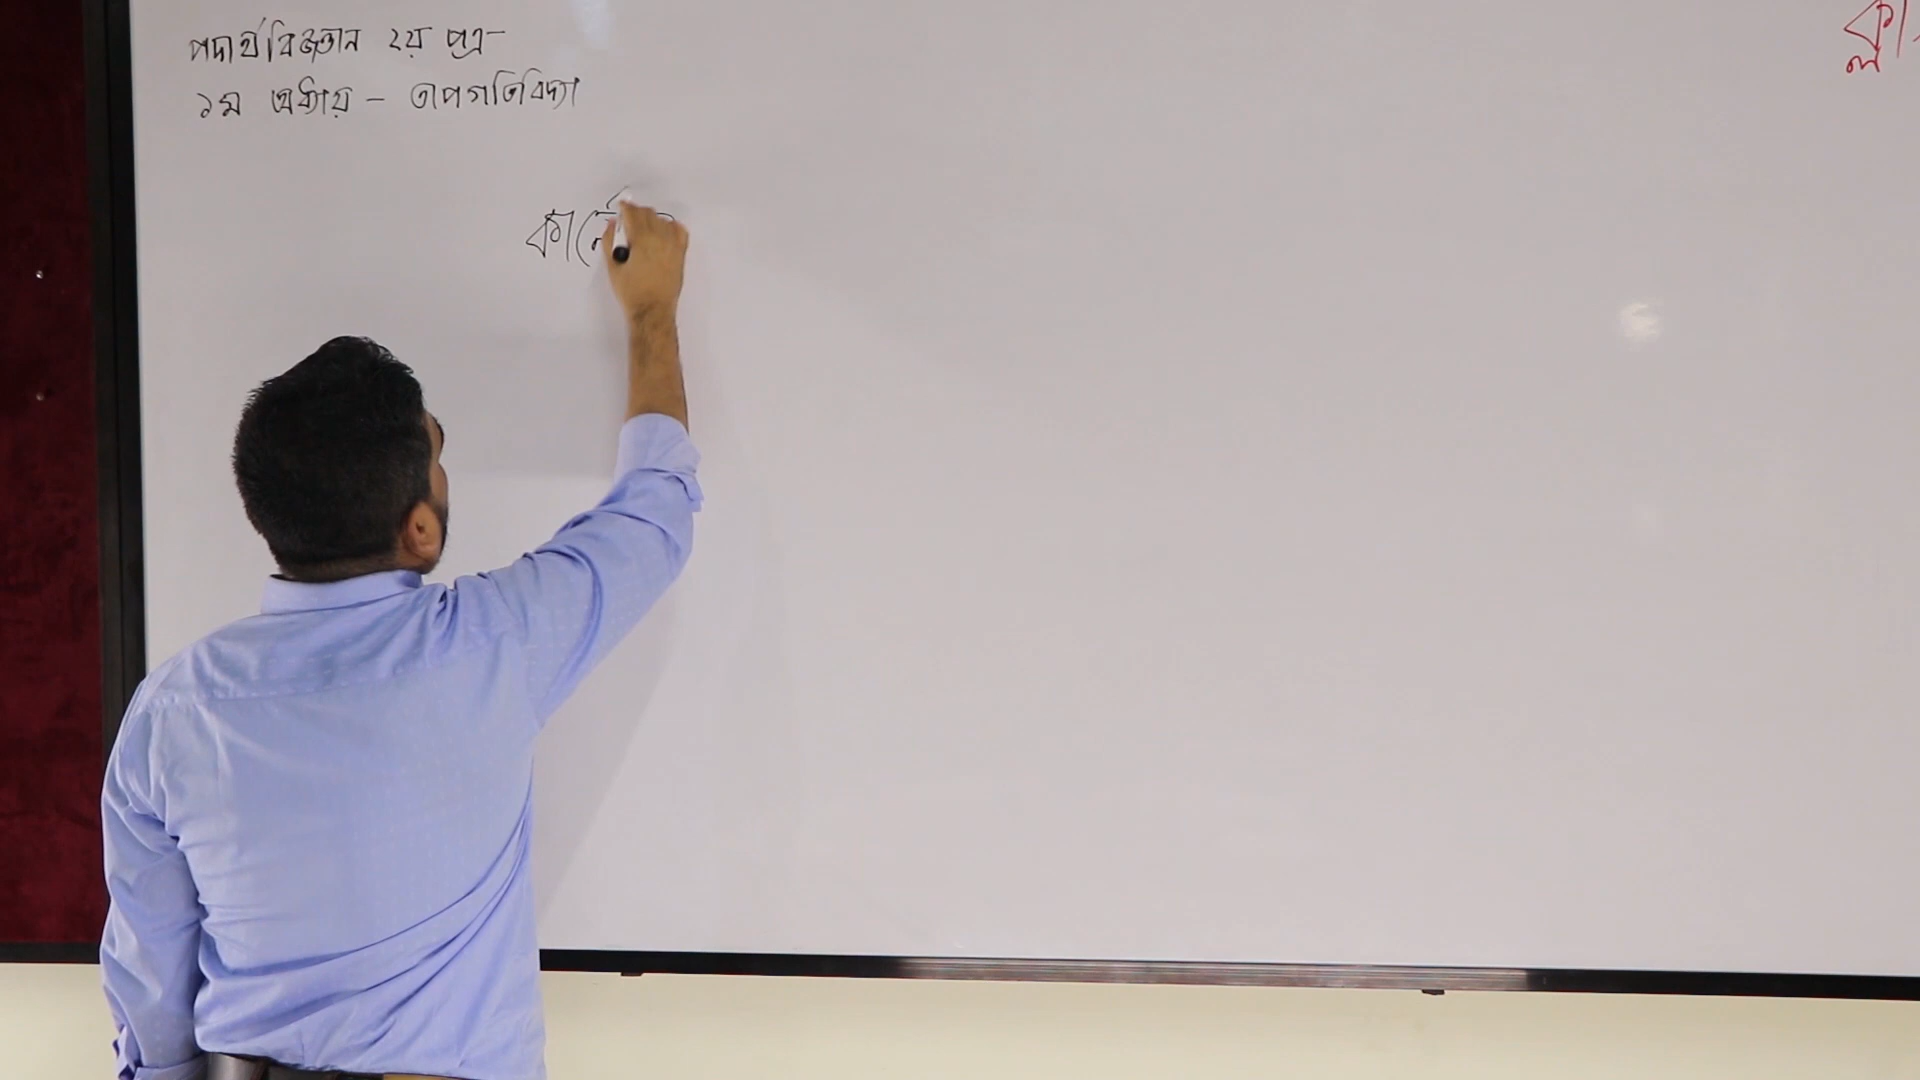 পদার্থবিজ্ঞান ২য় পত্র-
১ম অধ্যায় - তাপগতিবিদ্যা